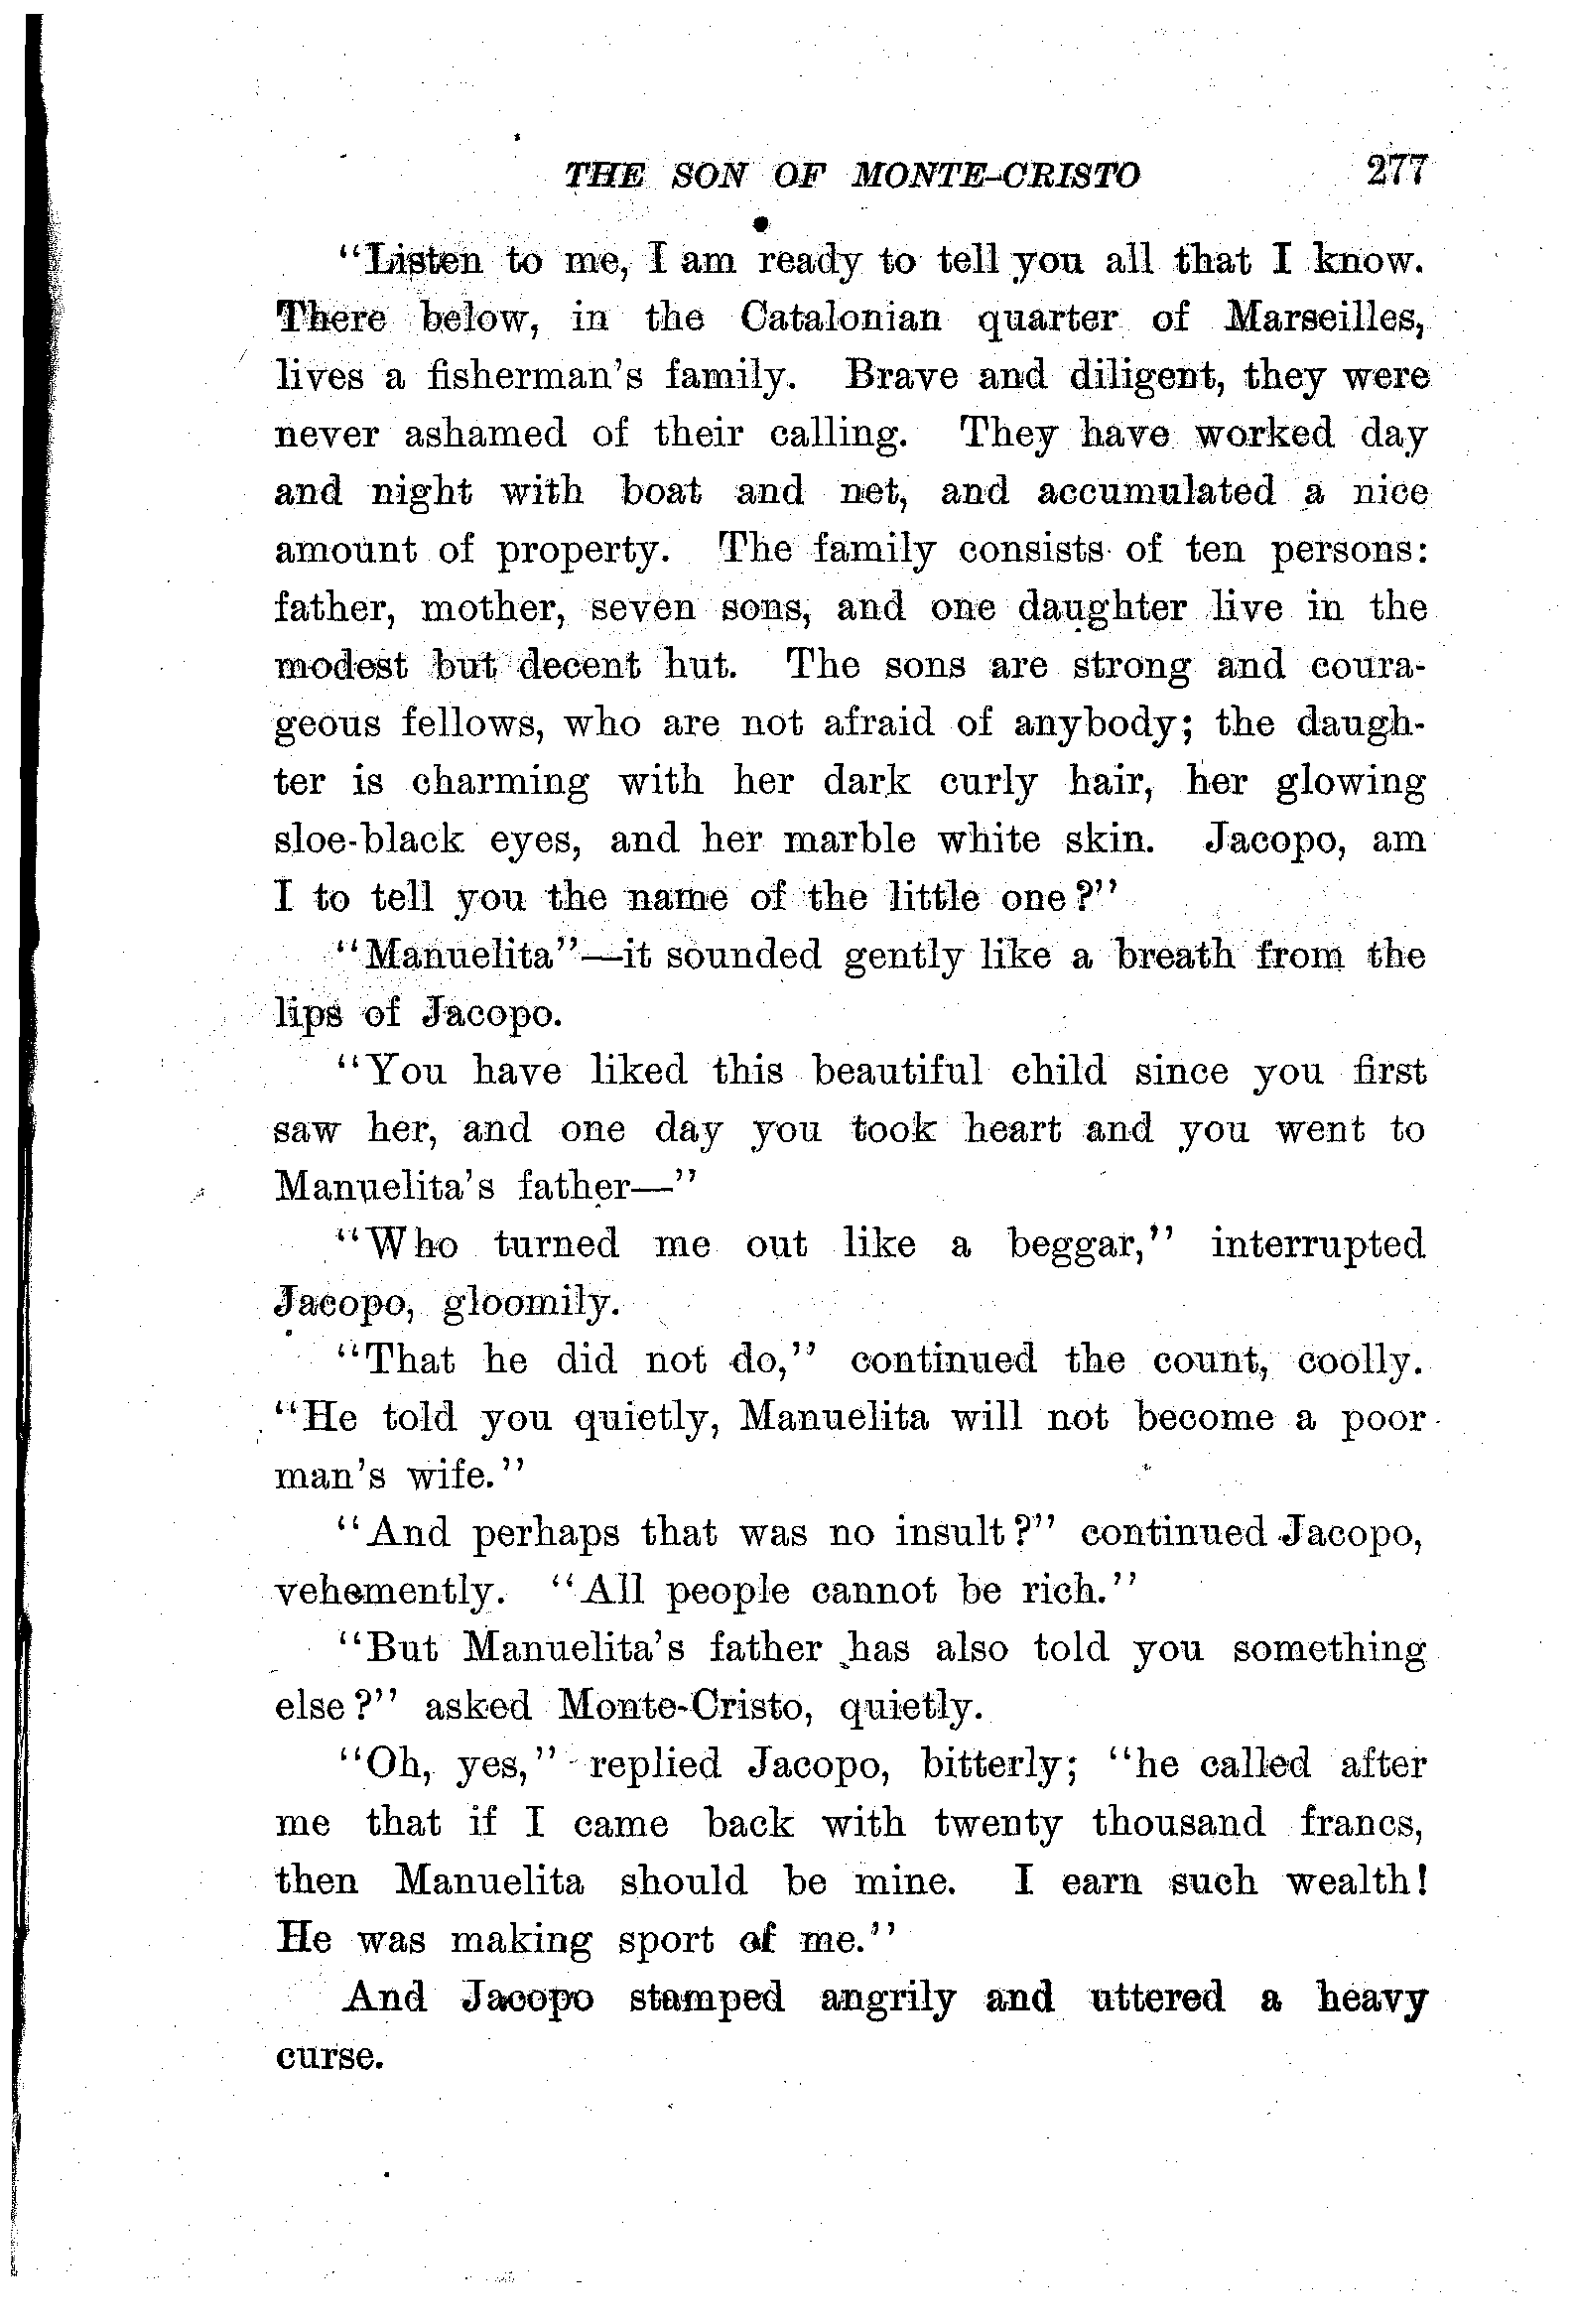 THE SON OF MONTE-CRISTO 277
"Listen to me, I am ready to tell you all that I know.
There below, in the Catalonian quarter of Marseilles,
lives a fisherman's family. Brave and diligent, they were
never ashamed of their calling. They have worked day
and night with boat and net, and accumulated a nice
amount of property. The family consists of ten persons:
father, mother, seven sons, and one daughter live in the
modest but decent hut. The sons are strong and coura-
geous fellows, who are not afraid of anybody; the daugh-
ter is charming with her dark curly hair, her glowing
sloe-black eyes, and her marble white skin. Jacopo, am
I to tell you the name of the little one?"
"Manuelita"—it sounded gently like a breath from the
lips of Jacopo.
"You have liked this beautiful child since you first
saw her, and one day you took heart and you went to
Manuelita's father—"
"Who turned me out like a beggar," interrupted
Jacopo, gloomily.
"That he did not do," continued the count, coolly.
"He told you quietly, Manuelita will not become a poor
man's wife."
"And perhaps that was no insult?" continued Jacopo,
vehemently. "All people cannot be rich."
"But Manuelita's father has also told you something
else?" asked Monte-Cristo, quietly.
"Oh, yes," replied Jacopo, bitterly; "he called after
me that if I came back with twenty thousand francs,
then Manuelita should be mine. I earn such wealth!
He was making sport of me."
And Jacopo stamped angrily and uttered a heavy
curse.